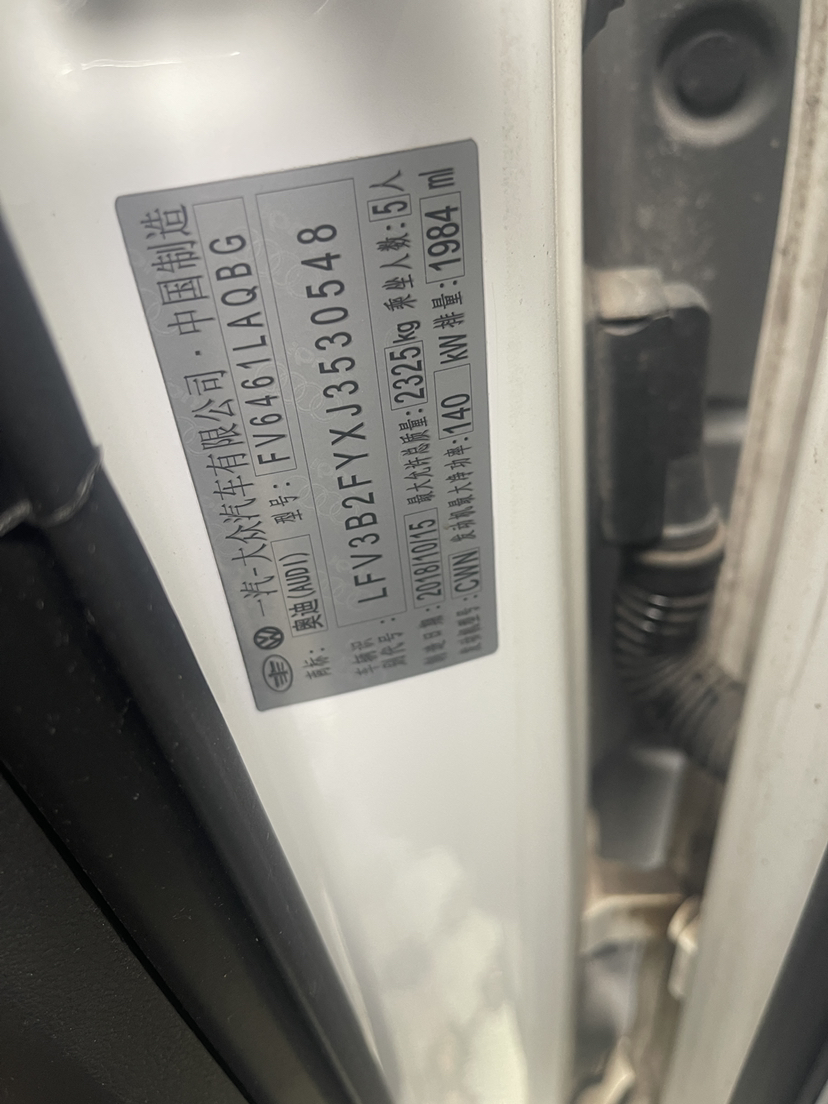 一汽-大众汽车有限公司·中国制造
商标: 奥迪(AUDI) 型号: FV6461LAQBG
车辆识别代号: LFV3B2FYXJ3530548
制造日期: 2018/10/15 最大允许总质量: 2325kg 乘坐人数: 5人
发动机型号: CWN 发动机最大净功率: 140 kW 排量: 1984 ml